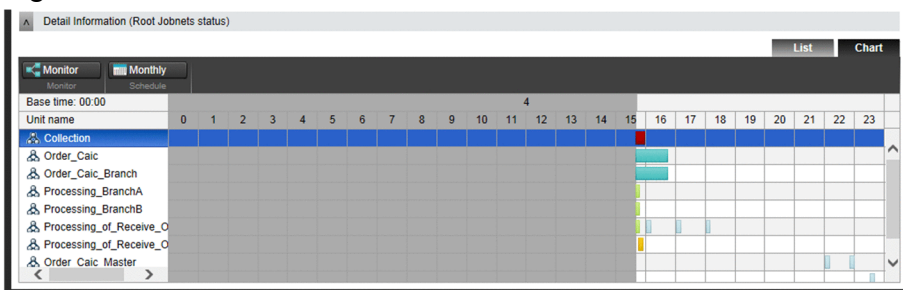 Detail Information (Root Jobnets status)
List Chart
Monitor Monthly
Monitor Schedule
Base time: 00:00 4
Unit name 0 1 2 3 4 5 6 7 8 9 10 11 12 13 14 15 16 17 18 19 20 21 22 23
Collection
Order_Caic
Order_Caic_Branch
Processing_BranchA
Processing_BranchB
Processing_of_Receive_O
Processing_of_Receive_O
Order_Caic_Master